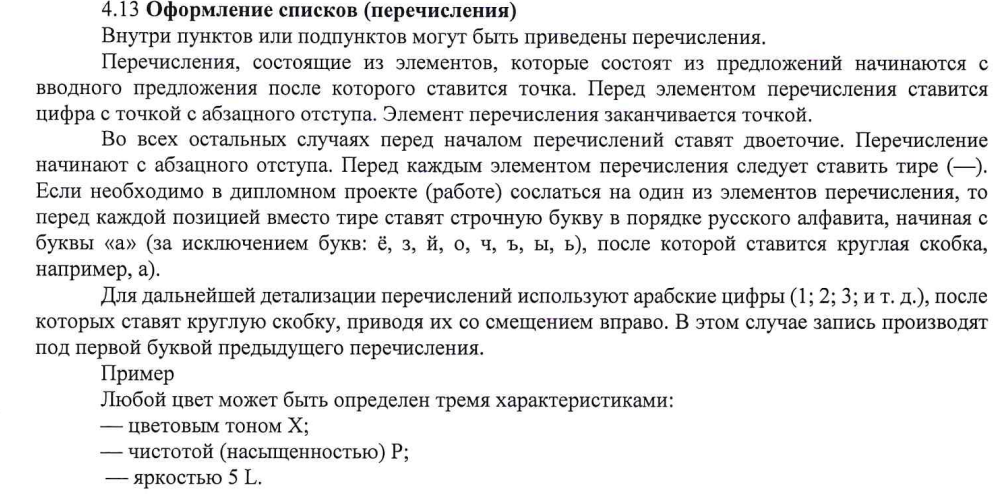 4.13 Оформление списков (перечисления)
Внутри пунктов или подпунктов могут быть приведены перечисления.
Перечисления, состоящие из элементов, которые состоят из предложений начинаются с
вводного предложения после которого ставится точка. Перед элементом перечисления ставится
цифра с точкой с абзацного отступа. Элемент перечисления заканчивается точкой.
Во всех остальных случаях перед началом перечислений ставят двоеточие. Перечисление
начинают с абзацного отступа. Перед каждым элементом перечисления следует ставить тире (—).
Если необходимо в дипломном проекте (работе) сослаться на один из элементов перечисления, то
перед каждой позицией вместо тире ставят строчную букву в порядке русского алфавита, начиная с
буквы «а» (за исключением букв: ё, з, й, о, ч, ъ, ы, ь), после которой ставится круглая скобка,
например, а).
Для дальнейшей детализации перечислений используют арабские цифры (1; 2; 3; и т. д.), после
которых ставят круглую скобку, приводя их со смещением вправо. В этом случае запись производят
под первой буквой предыдущего перечисления.
Пример
Любой цвет может быть определен тремя характеристиками:
— цветовым тоном X;
— чистотой (насыщенностью) P;
— яркостью 5 L.